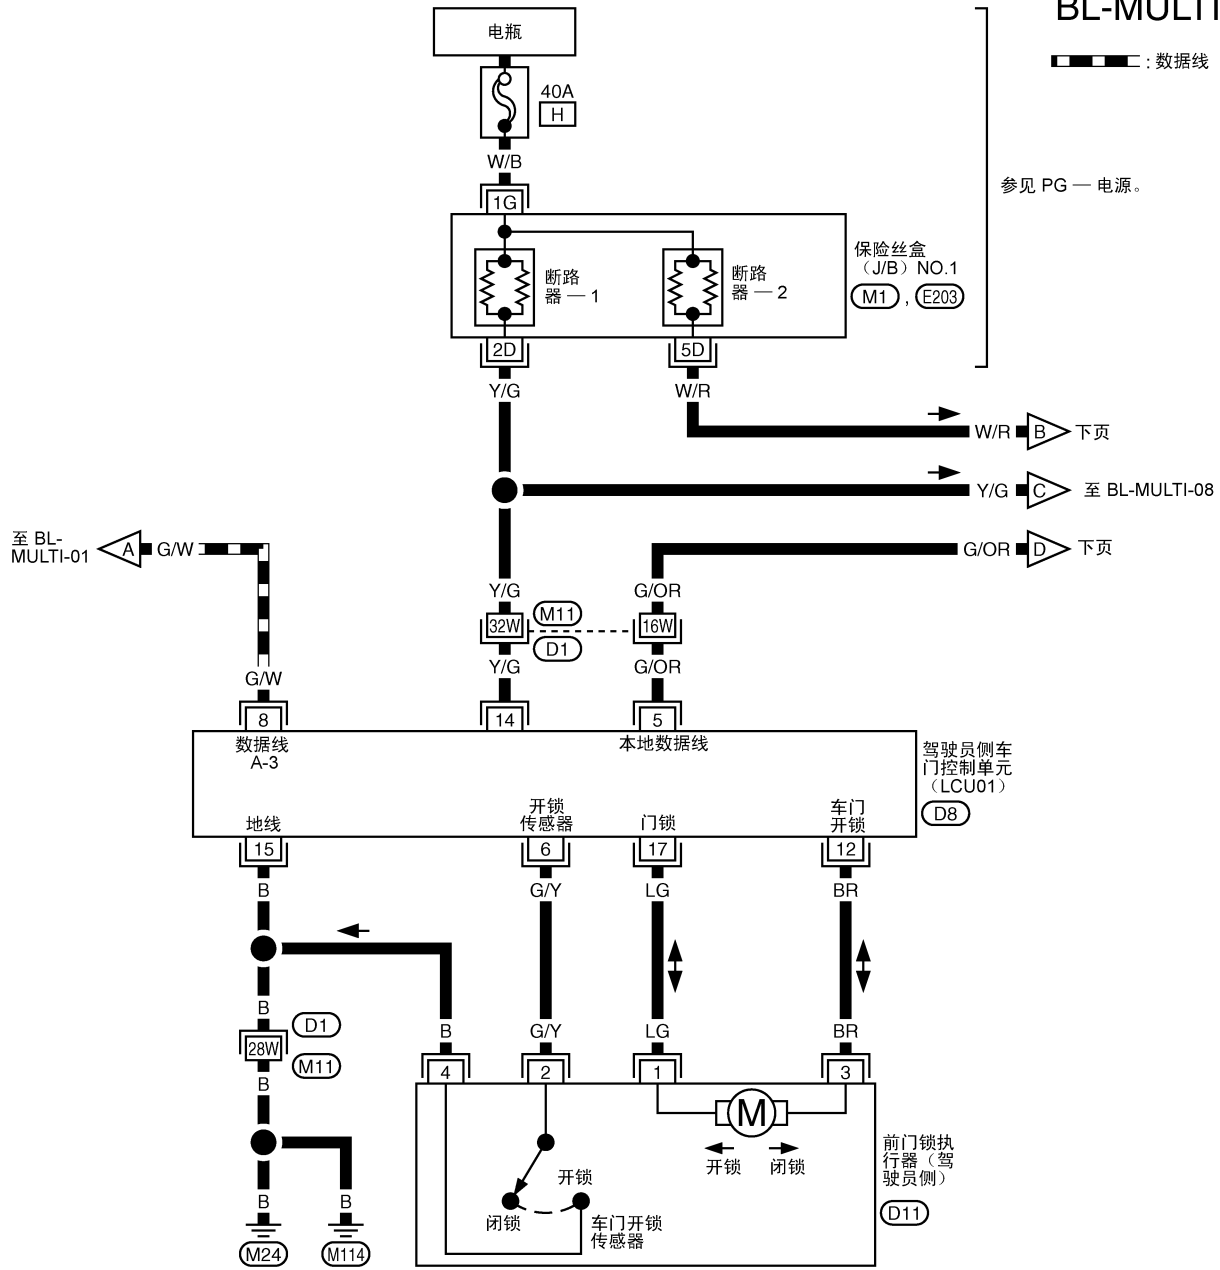 BL-MULTI
电瓶
: 数据线
40A
H
W/B
参见 PG — 电源。
1G
保险丝盒
（J/B）NO.1
M1 , E203
断路
器 — 1
断路
器 — 2
2D
5D
Y/G
W/R
W/R
B
下页
Y/G
C
至 BL-MULTI-08
至 BL-
MULTI-01
A
G/W
G/OR
D
下页
Y/G
G/OR
M11
32W
16W
D1
Y/G
G/OR
G/W
8
14
5
数据线
A-3
本地数据线
驾驶员侧车
门控制单元
（LCU01）
D8
地线
开锁
传感器
门锁
车门
开锁
15
6
17
12
B
G/Y
LG
BR
B
D1
28W
M11
B
B
G/Y
LG
BR
4
2
1
3
M
开锁
闭锁
前门锁执
行器（驾
驶员侧）
D11
开锁
闭锁
车门开锁
传感器
B
B
M24
M114